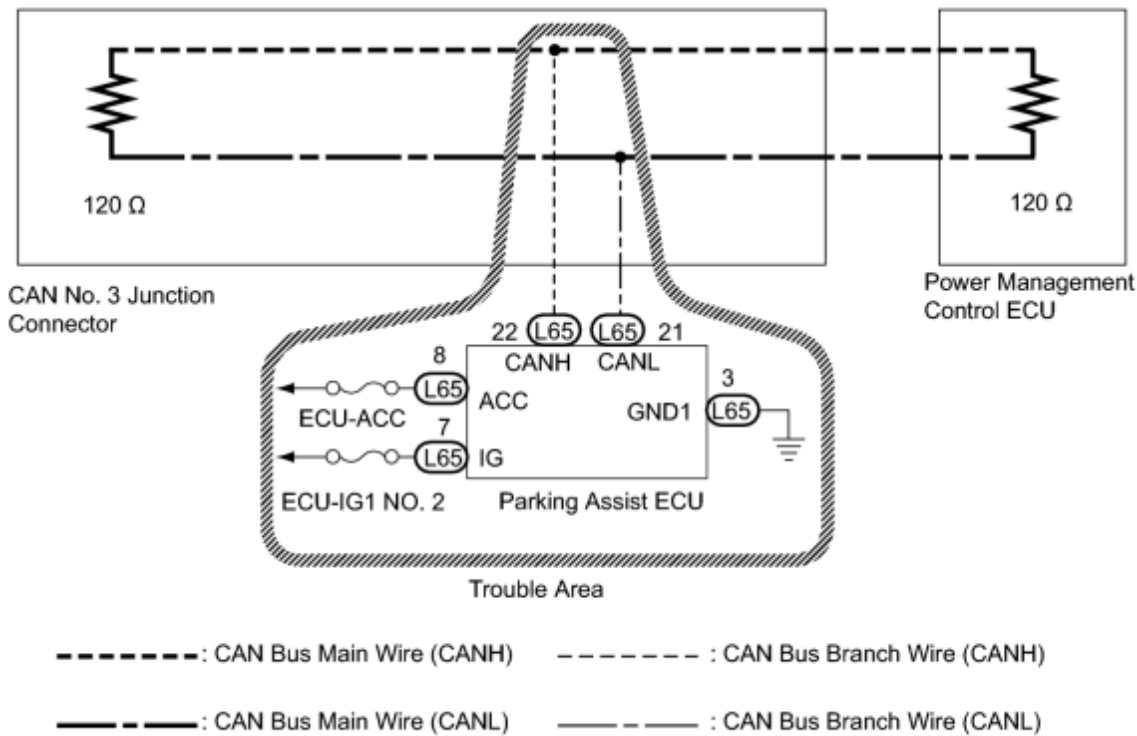 120 Ω
120 Ω
CAN No. 3 Junction
Connector
Power Management
Control ECU
22 L65 L65 21
CANH CANL
8
L65 ACC
ECU-ACC
3
GND1 L65
7
L65 IG
ECU-IG1 NO. 2
Parking Assist ECU
Trouble Area
: CAN Bus Main Wire (CANH)
: CAN Bus Branch Wire (CANH)
: CAN Bus Main Wire (CANL)
: CAN Bus Branch Wire (CANL)